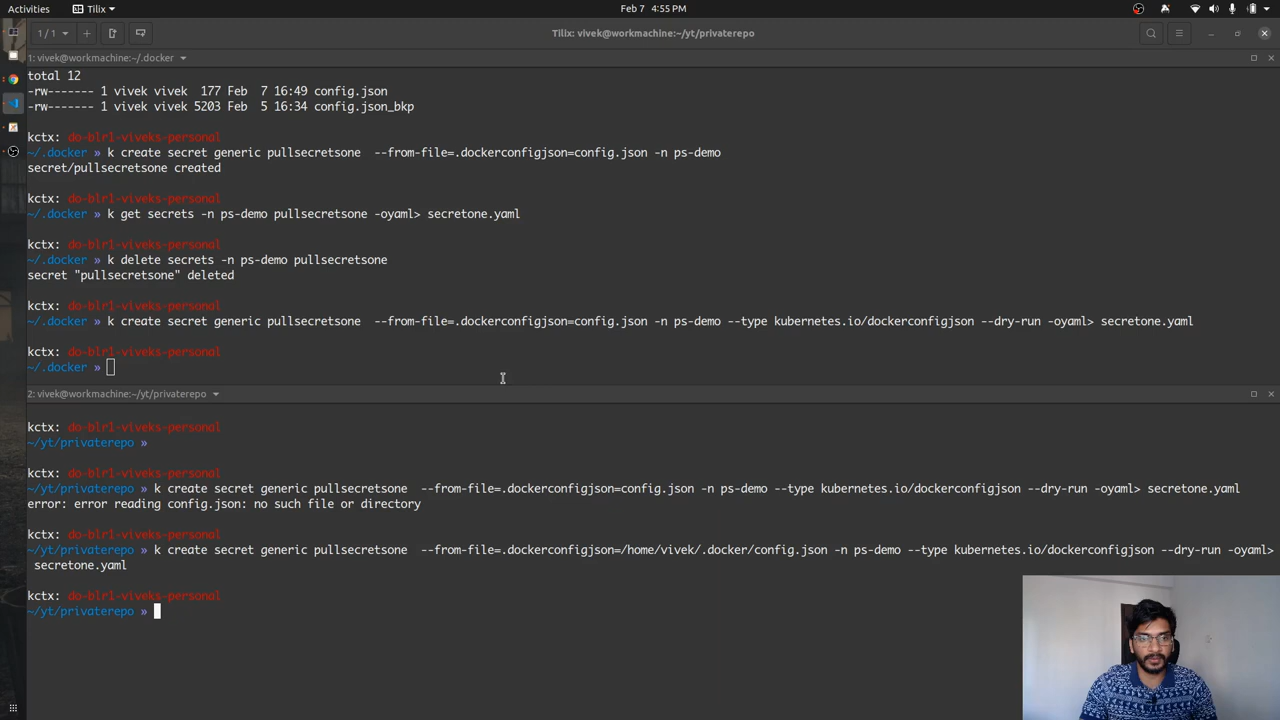 Activities
Tilix
Feb 7 4:55 PM
1 / 1
Tilix: vivek@workmachine:~/yt/privaterepo
1: vivek@workmachine:~/.docker
total 12
-rw------- 1 vivek vivek  177 Feb  7 16:49 config.json
-rw------- 1 vivek vivek 5203 Feb  5 16:34 config.json_bkp
kctx: do-blr1-viveks-personal
~/.docker » k create secret generic pullsecretsone  --from-file=.dockerconfigjson=config.json -n ps-demo
secret/pullsecretsone created
kctx: do-blr1-viveks-personal
~/.docker » k get secrets -n ps-demo pullsecretsone -oyaml> secretone.yaml
kctx: do-blr1-viveks-personal
~/.docker » k delete secrets -n ps-demo pullsecretsone
secret "pullsecretsone" deleted
kctx: do-blr1-viveks-personal
~/.docker » k create secret generic pullsecretsone  --from-file=.dockerconfigjson=config.json -n ps-demo --type kubernetes.io/dockerconfigjson --dry-run -oyaml> secretone.yaml
kctx: do-blr1-viveks-personal
~/.docker »
2: vivek@workmachine:~/yt/privaterepo
kctx: do-blr1-viveks-personal
~/yt/privaterepo »
kctx: do-blr1-viveks-personal
~/yt/privaterepo » k create secret generic pullsecretsone  --from-file=.dockerconfigjson=config.json -n ps-demo --type kubernetes.io/dockerconfigjson --dry-run -oyaml> secretone.yaml
error: error reading config.json: no such file or directory
kctx: do-blr1-viveks-personal
~/yt/privaterepo » k create secret generic pullsecretsone  --from-file=.dockerconfigjson=/home/vivek/.docker/config.json -n ps-demo --type kubernetes.io/dockerconfigjson --dry-run -oyaml>
secretone.yaml
kctx: do-blr1-viveks-personal
~/yt/privaterepo »